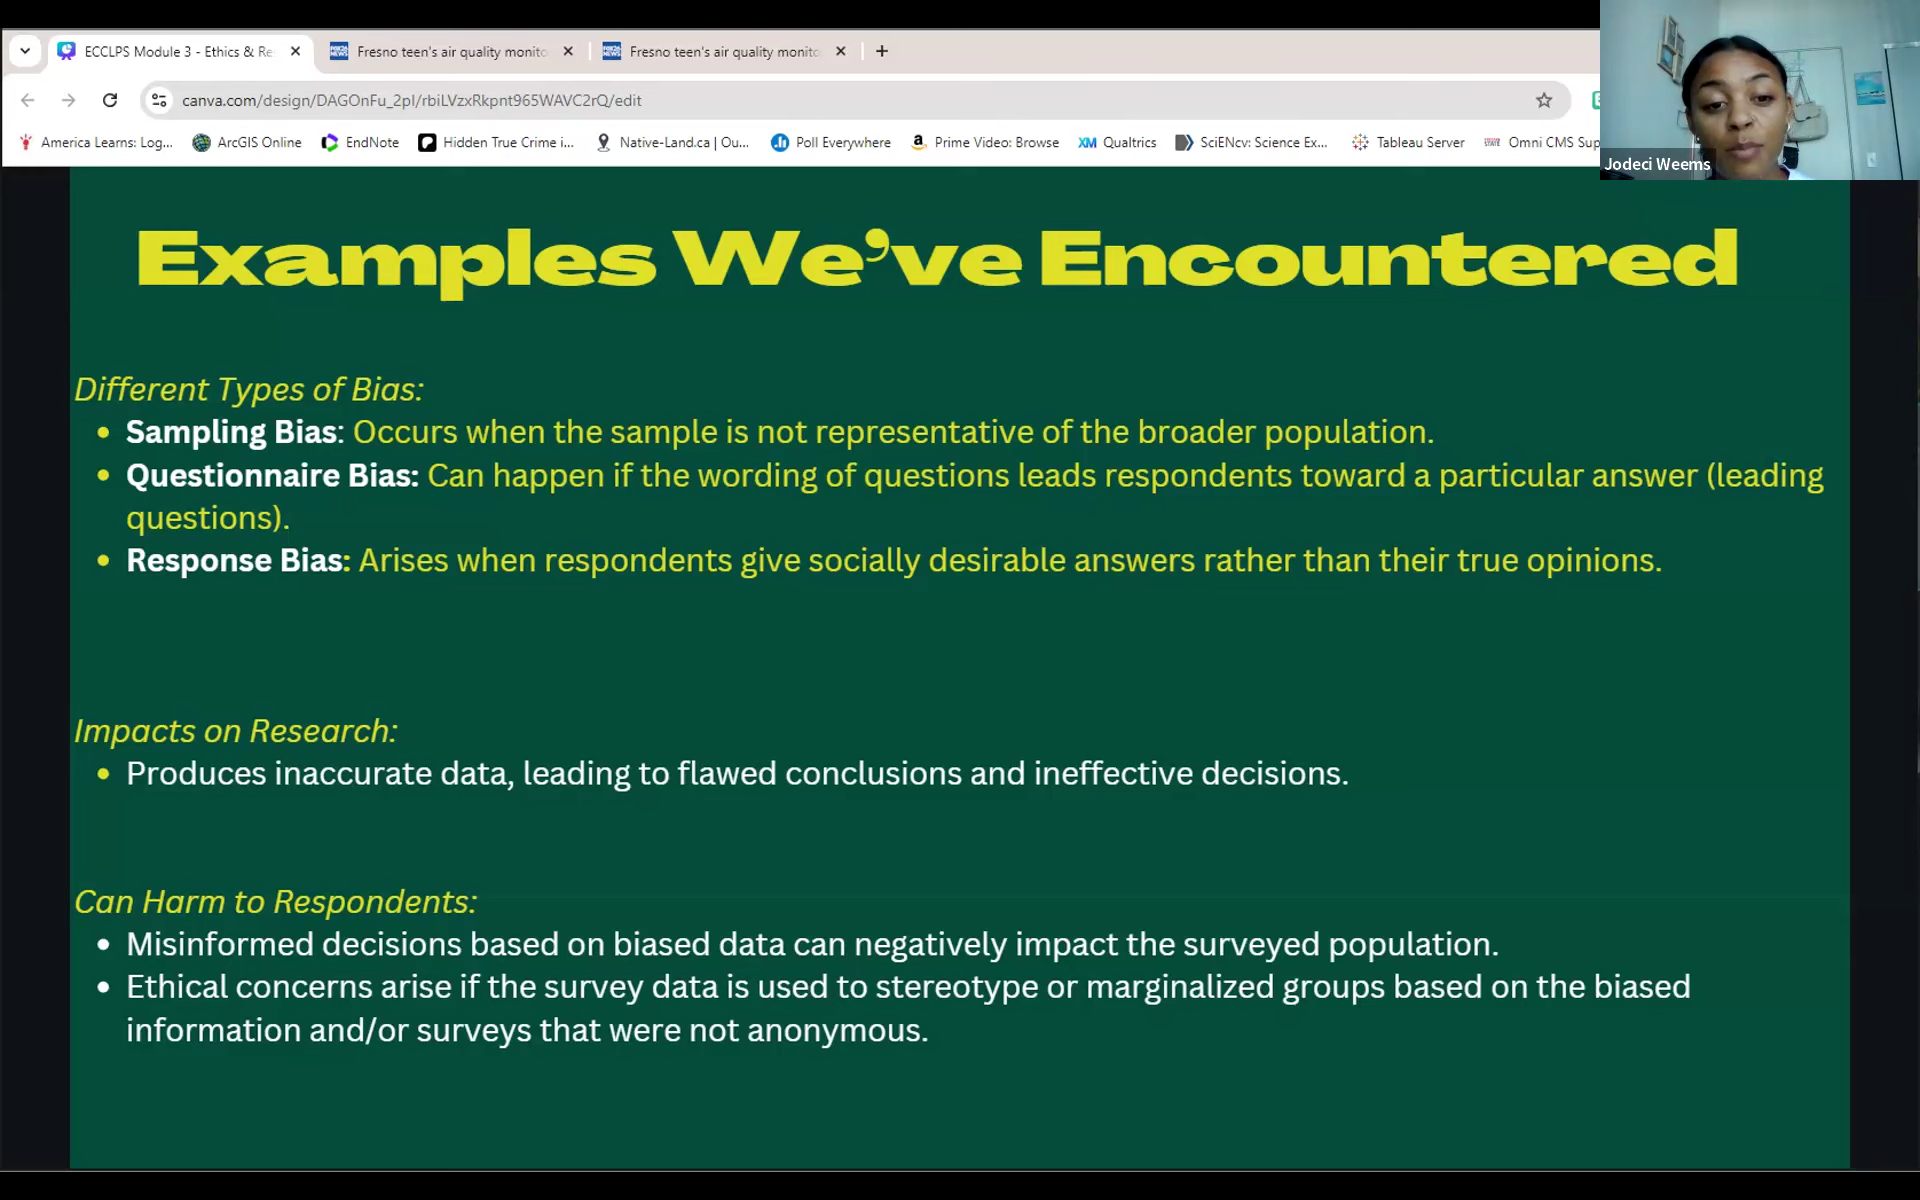 ECCLPS Module 3 - Ethics & Re
Fresno teen's air quality monito
Fresno teen's air quality monito
canva.com/design/DAGOnFu_2pI/rbiLVzxRkpnt965WAVC2rQ/edit
America Learns: Log...
ArcGIS Online
EndNote
Hidden True Crime i...
Native-Land.ca | Ou...
Poll Everywhere
Prime Video: Browse
XM Qualtrics
SciENcv: Science Ex...
Tableau Server
Omni CMS Sup
Jodeci Weems
Examples We’ve Encountered
Different Types of Bias:
• Sampling Bias: Occurs when the sample is not representative of the broader population.
• Questionnaire Bias: Can happen if the wording of questions leads respondents toward a particular answer (leading
questions).
• Response Bias: Arises when respondents give socially desirable answers rather than their true opinions.
Impacts on Research:
• Produces inaccurate data, leading to flawed conclusions and ineffective decisions.
Can Harm to Respondents:
• Misinformed decisions based on biased data can negatively impact the surveyed population.
• Ethical concerns arise if the survey data is used to stereotype or marginalized groups based on the biased
information and/or surveys that were not anonymous.